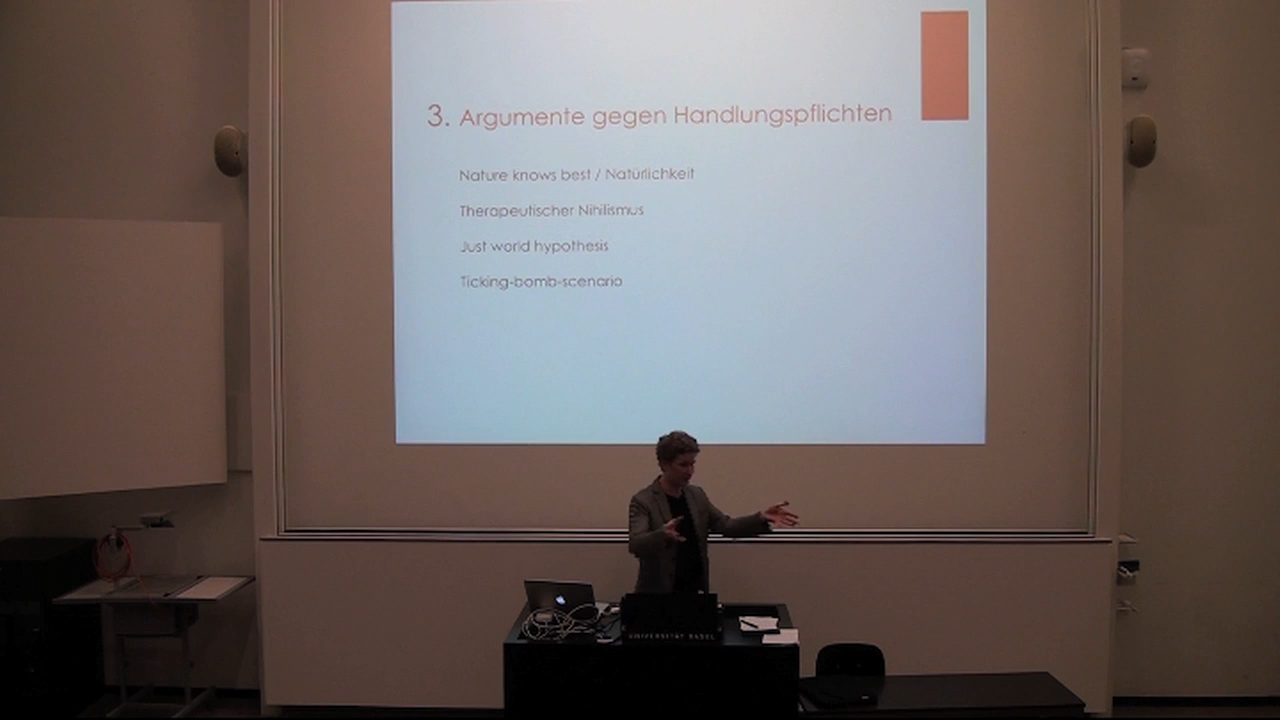 3. Argumente gegen Handlungspflichten
Nature knows best / Natürlichkeit
Therapeutischer Nihilismus
Just world hypothesis
Ticking-bomb-scenario
UNIVERSITÄT BASEL